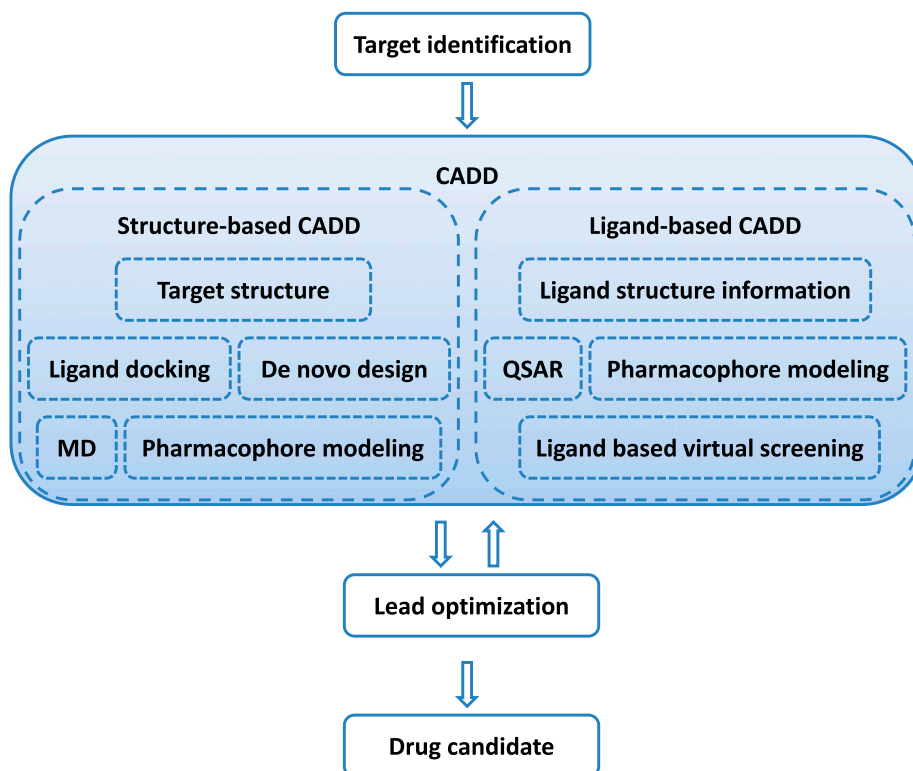 Target identification
CADD
Structure-based CADD
Target structure
Ligand docking
De novo design
MD
Pharmacophore modeling
Ligand-based CADD
Ligand structure information
QSAR
Pharmacophore modeling
Ligand based virtual screening
Lead optimization
Drug candidate